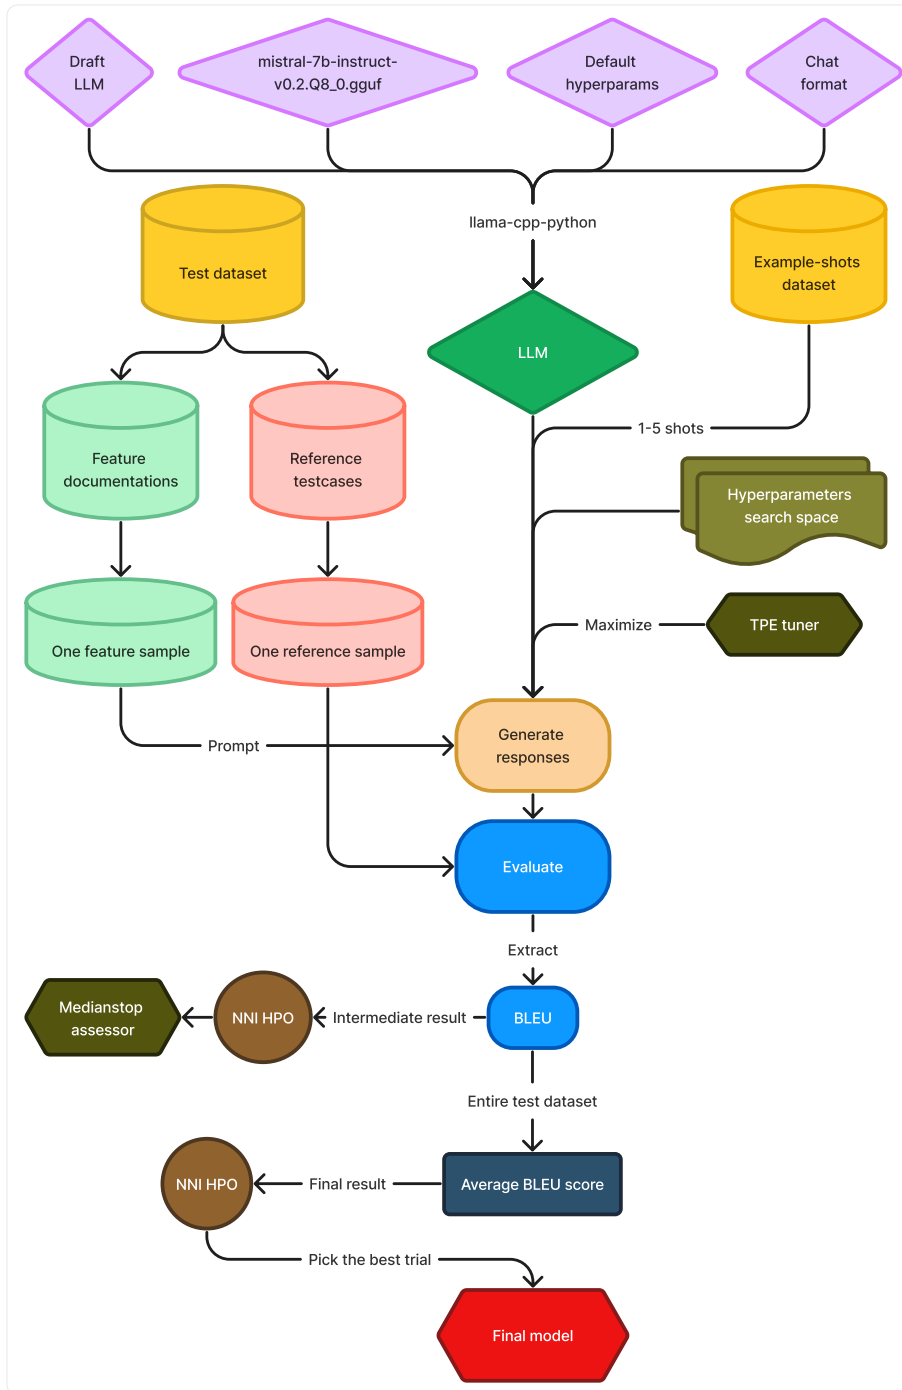 Draft
LLM
mistral-7b-instruct-
v0.2.Q8_0.gguf
Default
hyperparams
Chat
format
llama-cpp-python
Test dataset
Example-shots
dataset
LLM
1-5 shots
Feature
documentations
Reference
testcases
Hyperparameters
search space
Maximize
TPE tuner
One feature sample
One reference sample
Prompt
Generate
responses
Evaluate
Extract
Medianstop
assessor
NNI HPO
Intermediate result
BLEU
Entire test dataset
NNI HPO
Final result
Average BLEU score
Pick the best trial
Final model